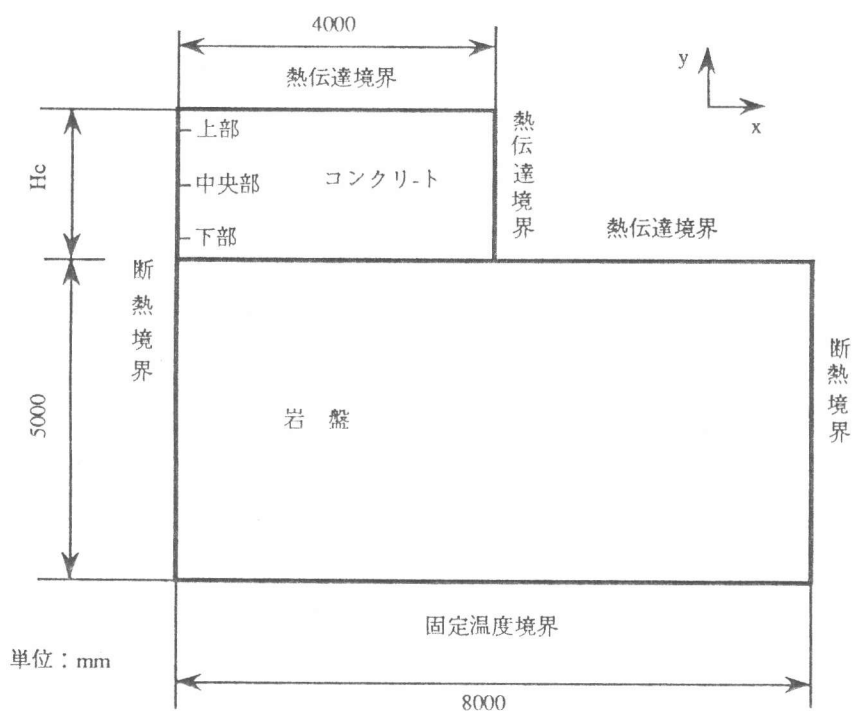 4000
熱伝達境界
y
x
上部
中央部
下部
コンクリ-ト
Hc
熱伝達境界
熱伝達境界
断熱境界
断熱境界
5000
岩 盤
固定温度境界
単位：mm
8000